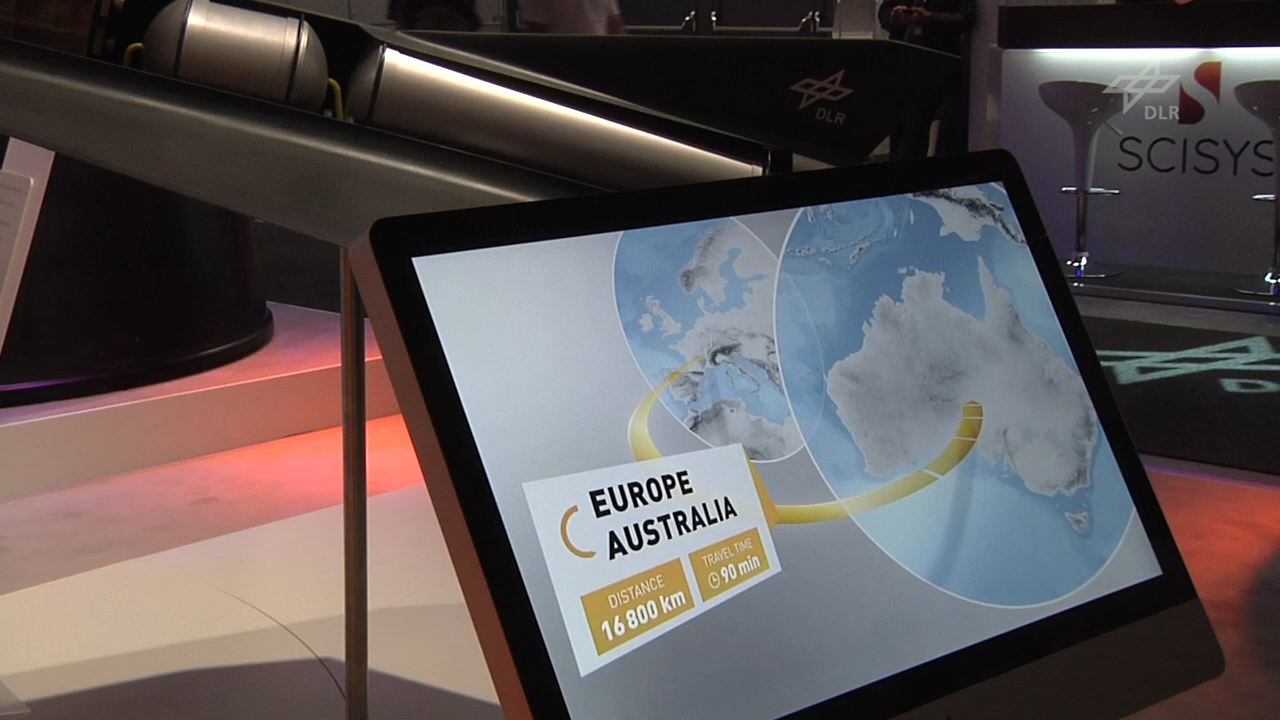 DLR
DLR
SCISYS
D
EUROPE
AUSTRALIA
DISTANCE
16 800 km
TRAVEL TIME
90 min